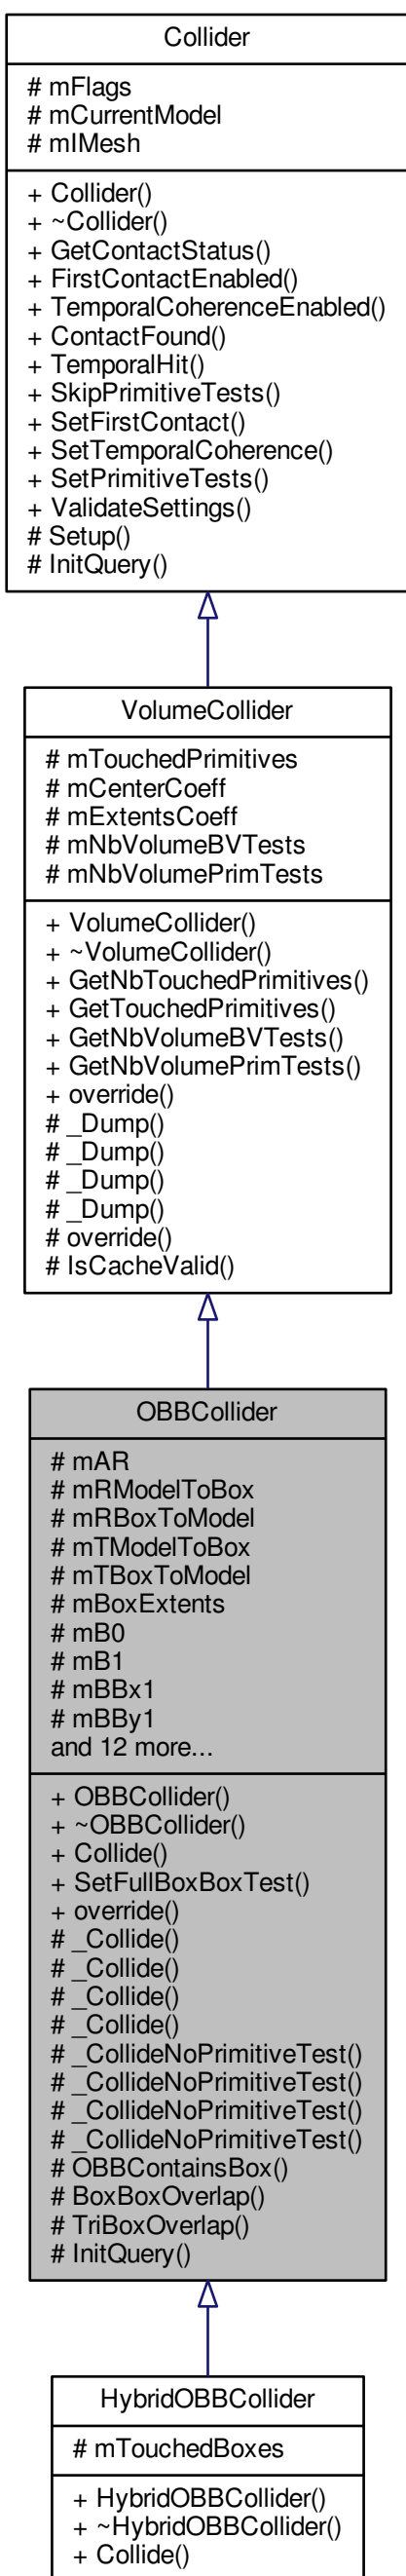 Collider
# mFlags
# mCurrentModel
# mIMesh
+ Collider()
+ ~Collider()
+ GetContactStatus()
+ FirstContactEnabled()
+ TemporalCoherenceEnabled()
+ ContactFound()
+ TemporalHit()
+ SkipPrimitiveTests()
+ SetFirstContact()
+ SetTemporalCoherence()
+ SetPrimitiveTests()
+ ValidateSettings()
# Setup()
# InitQuery()
VolumeCollider
# mTouchedPrimitives
# mCenterCoeff
# mExtentsCoeff
# mNbVolumeBVTests
# mNbVolumePrimTests
+ VolumeCollider()
+ ~VolumeCollider()
+ GetNbTouchedPrimitives()
+ GetTouchedPrimitives()
+ GetNbVolumeBVTests()
+ GetNbVolumePrimTests()
+ override()
# _Dump()
# _Dump()
# _Dump()
# _Dump()
# override()
# IsCacheValid()
OBBCollider
# mAR
# mRModelToBox
# mRBoxToModel
# mTModelToBox
# mTBoxToModel
# mBoxExtents
# mB0
# mB1
# mBBx1
# mBBy1
and 12 more...
+ OBBCollider()
+ ~OBBCollider()
+ Collide()
+ SetFullBoxBoxTest()
+ override()
# _Collide()
# _Collide()
# _Collide()
# _Collide()
# _CollideNoPrimitiveTest()
# _CollideNoPrimitiveTest()
# _CollideNoPrimitiveTest()
# _CollideNoPrimitiveTest()
# OBBContainsBox()
# BoxBoxOverlap()
# TriBoxOverlap()
# InitQuery()
HybridOBBCollider
# mTouchedBoxes
+ HybridOBBCollider()
+ ~HybridOBBCollider()
+ Collide()